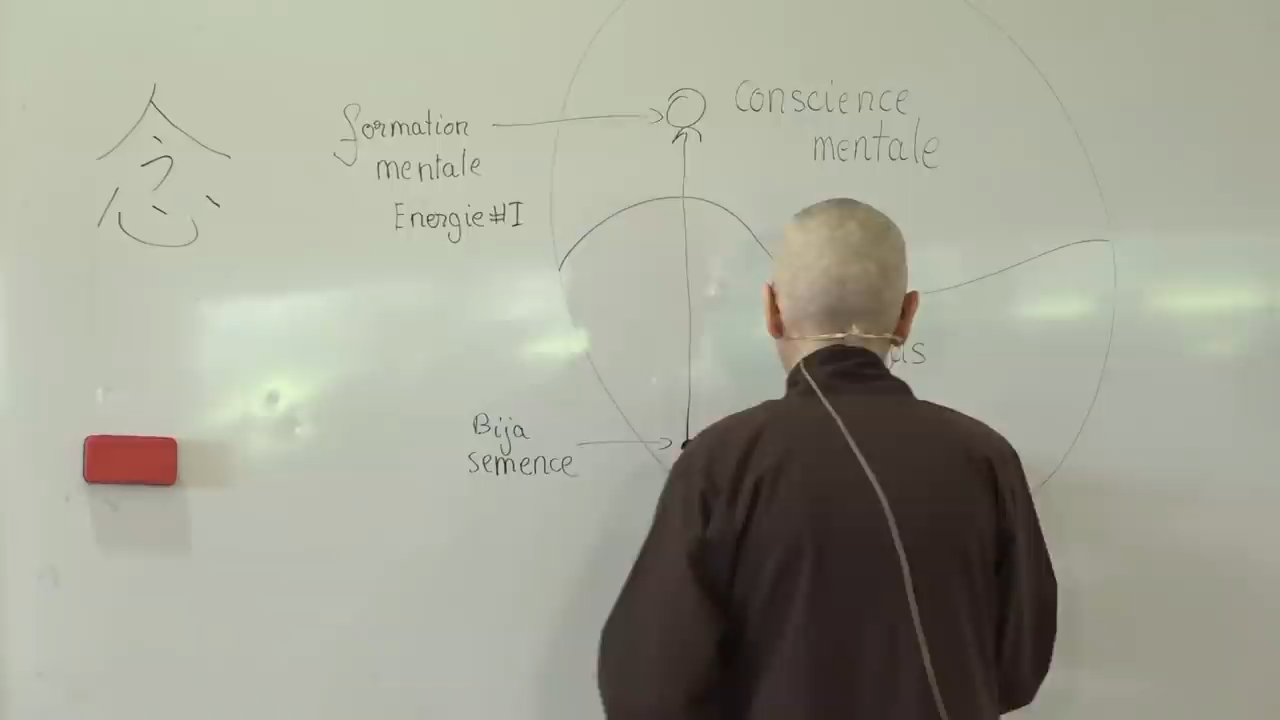 念
formation
mentale
Energie#I
Conscience
mentale
Bija
semence